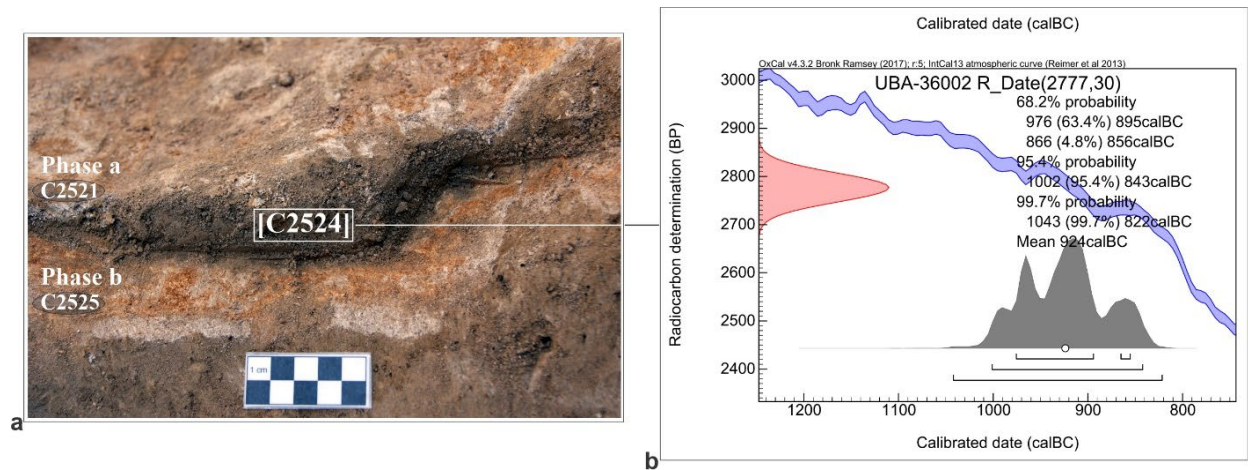 Phase a
C2521
[C2524]
Phase b
C2525
1 cm
a
Calibrated date (calBC)
OxCal v4.3.2 Bronk Ramsey (2017); r:5; IntCal13 atmospheric curve (Reimer et al 2013)
UBA-36002 R_Date(2777,30)
68.2% probability
976 (63.4%) 895calBC
866 (4.8%) 856calBC
95.4% probability
1002 (95.4%) 843calBC
99.7% probability
1043 (99.7%) 822calBC
Mean 924calBC
Radiocarbon determination (BP)
3000
2900
2800
2700
2600
2500
2400
1200 1100 1000 900 800
Calibrated date (calBC)
b